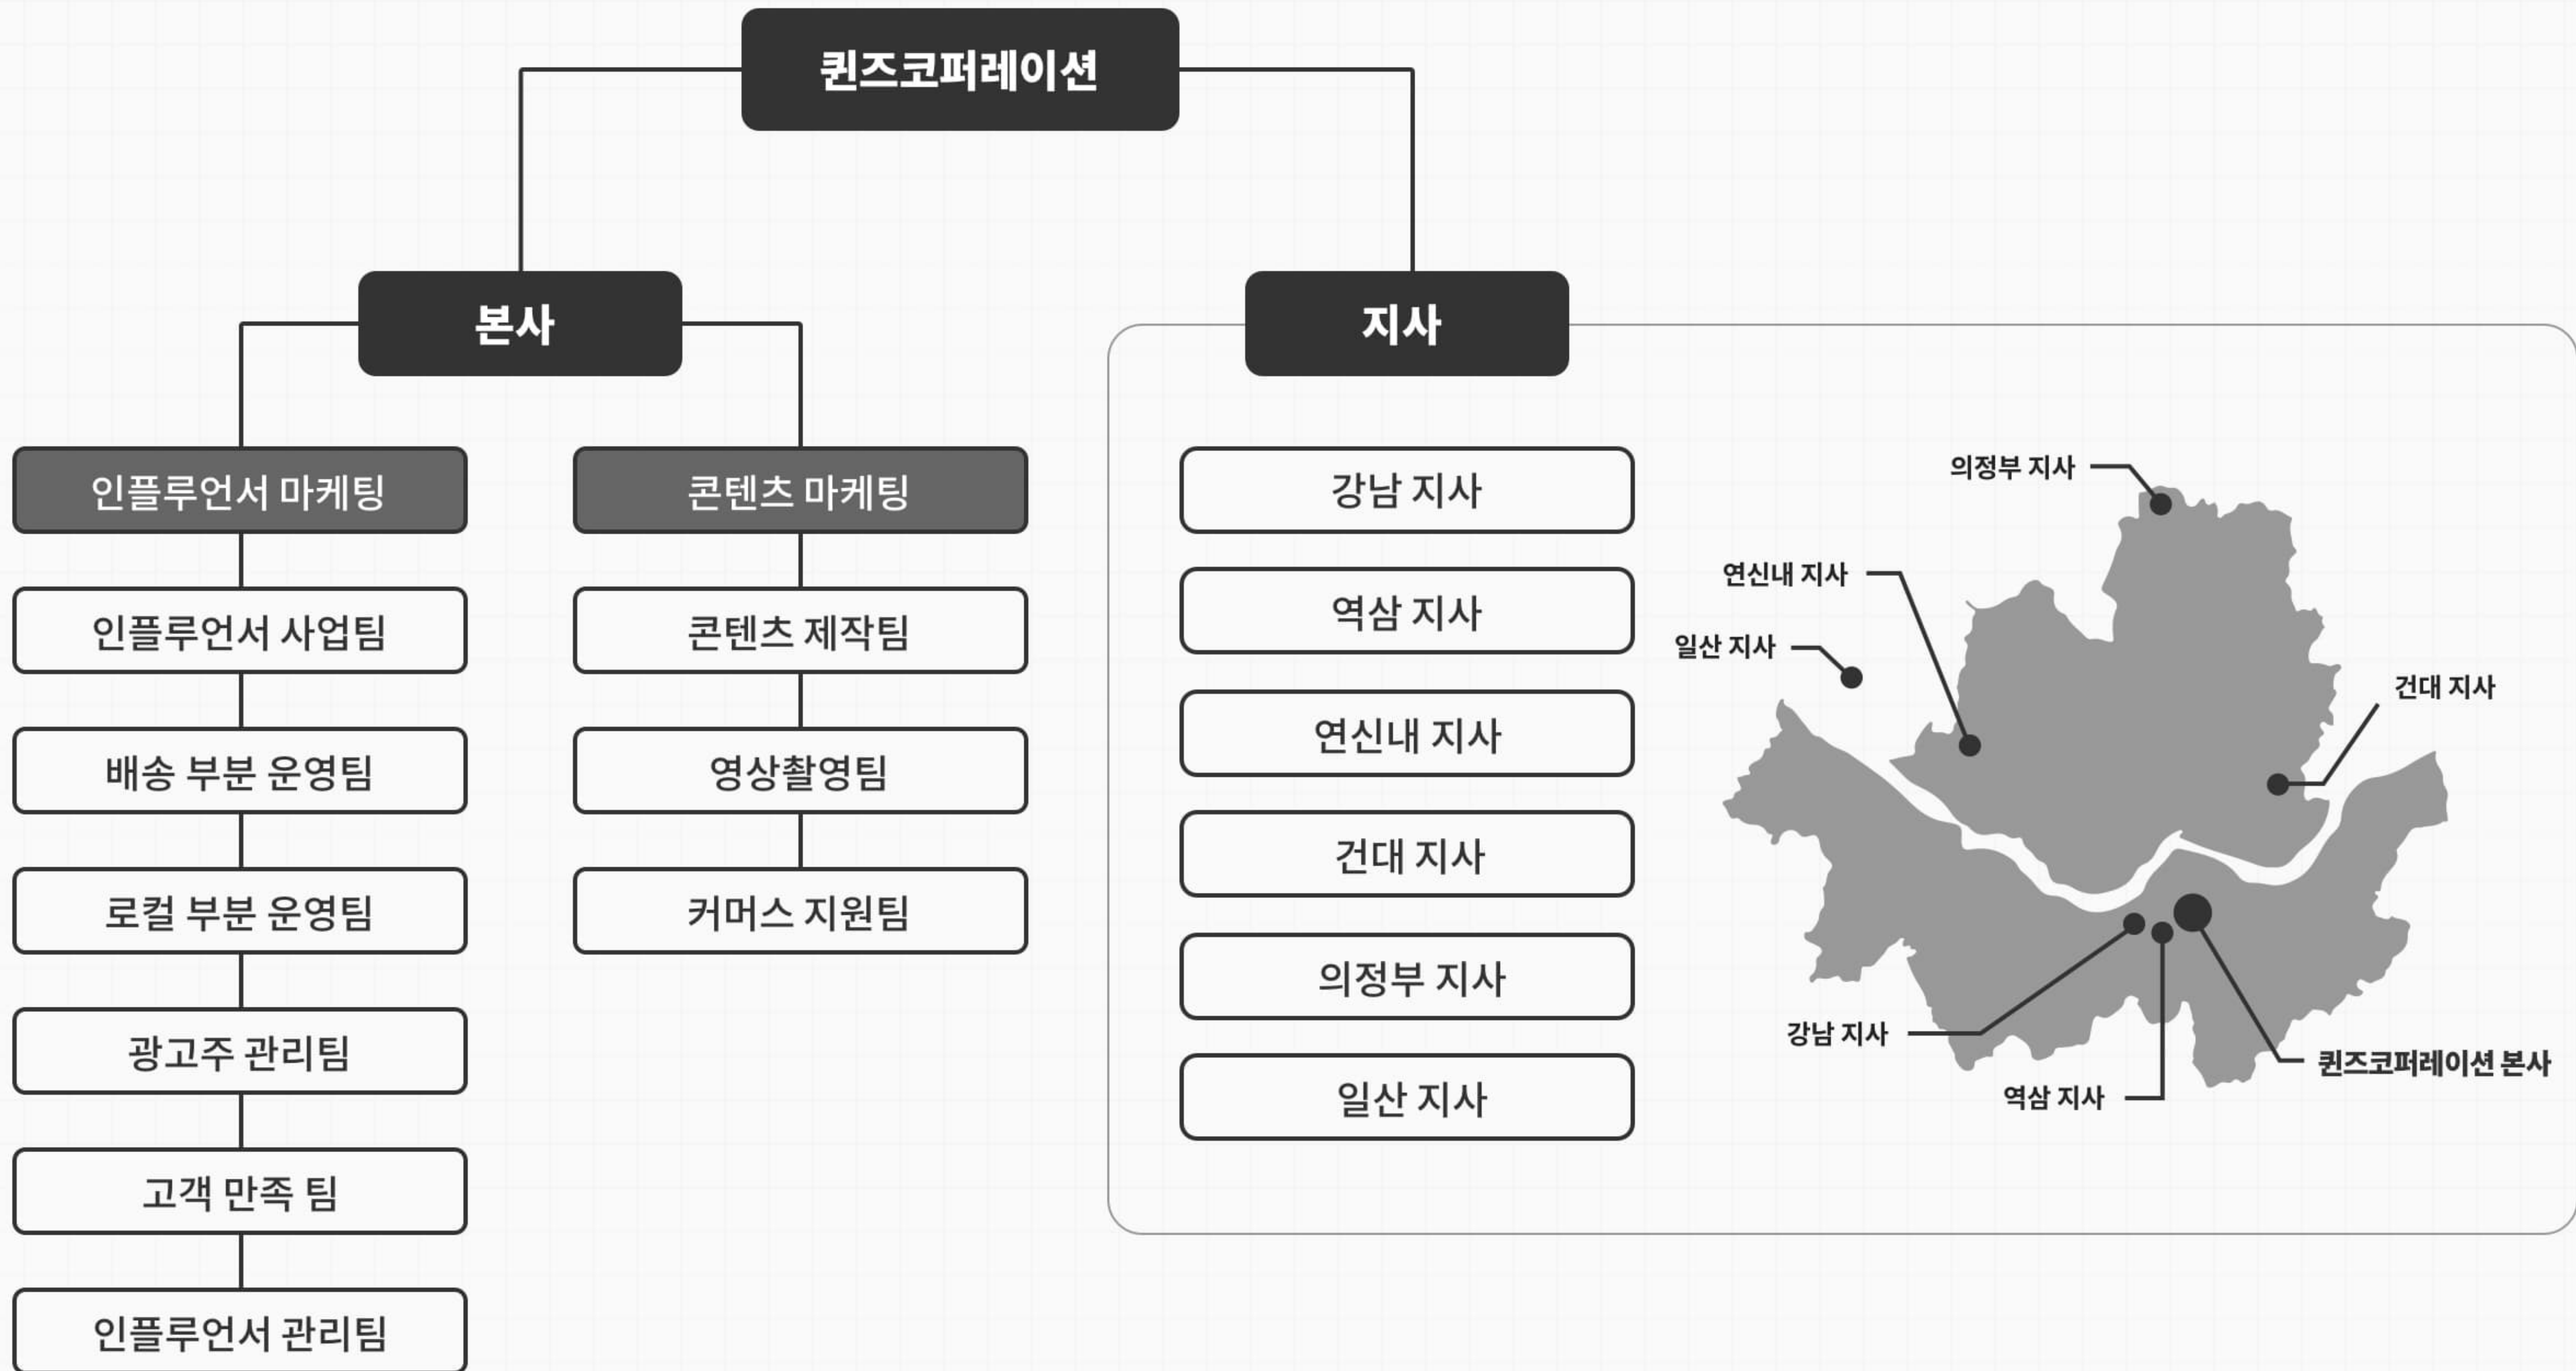 퀸즈코퍼레이션
본사
지사
인플루언서 마케팅
인플루언서 사업팀
배송 부분 운영팀
로컬 부분 운영팀
광고주 관리팀
고객 만족 팀
인플루언서 관리팀
콘텐츠 마케팅
콘텐츠 제작팀
영상촬영팀
커머스 지원팀
강남 지사
역삼 지사
연신내 지사
건대 지사
의정부 지사
일산 지사
의정부 지사
연신내 지사
일산 지사
건대 지사
강남 지사
퀸즈코퍼레이션 본사
역삼 지사